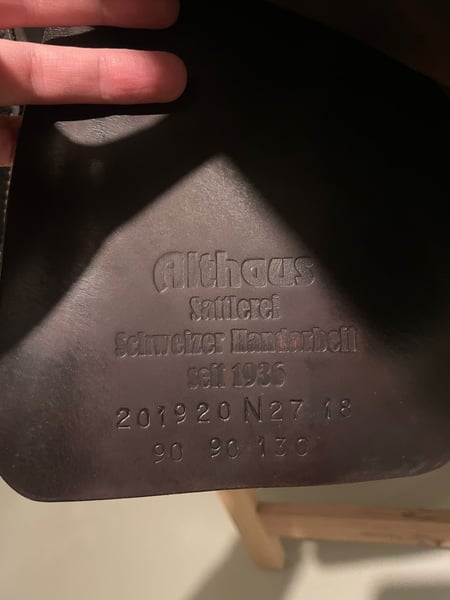 Althaus
Sattlerei
Schweizer Handarbeit
seit 1936
201920 N27 18
90 90 130